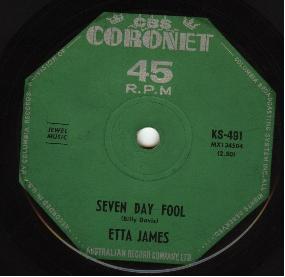 CBS
CORONET
45
R.P.M
JEWEL
MUSIC
KS-491
MX134504
(2.50)
SEVEN DAY FOOL
(Billy Davis)
ETTA JAMES
AUSTRALIAN RECORD COMPANY LTD